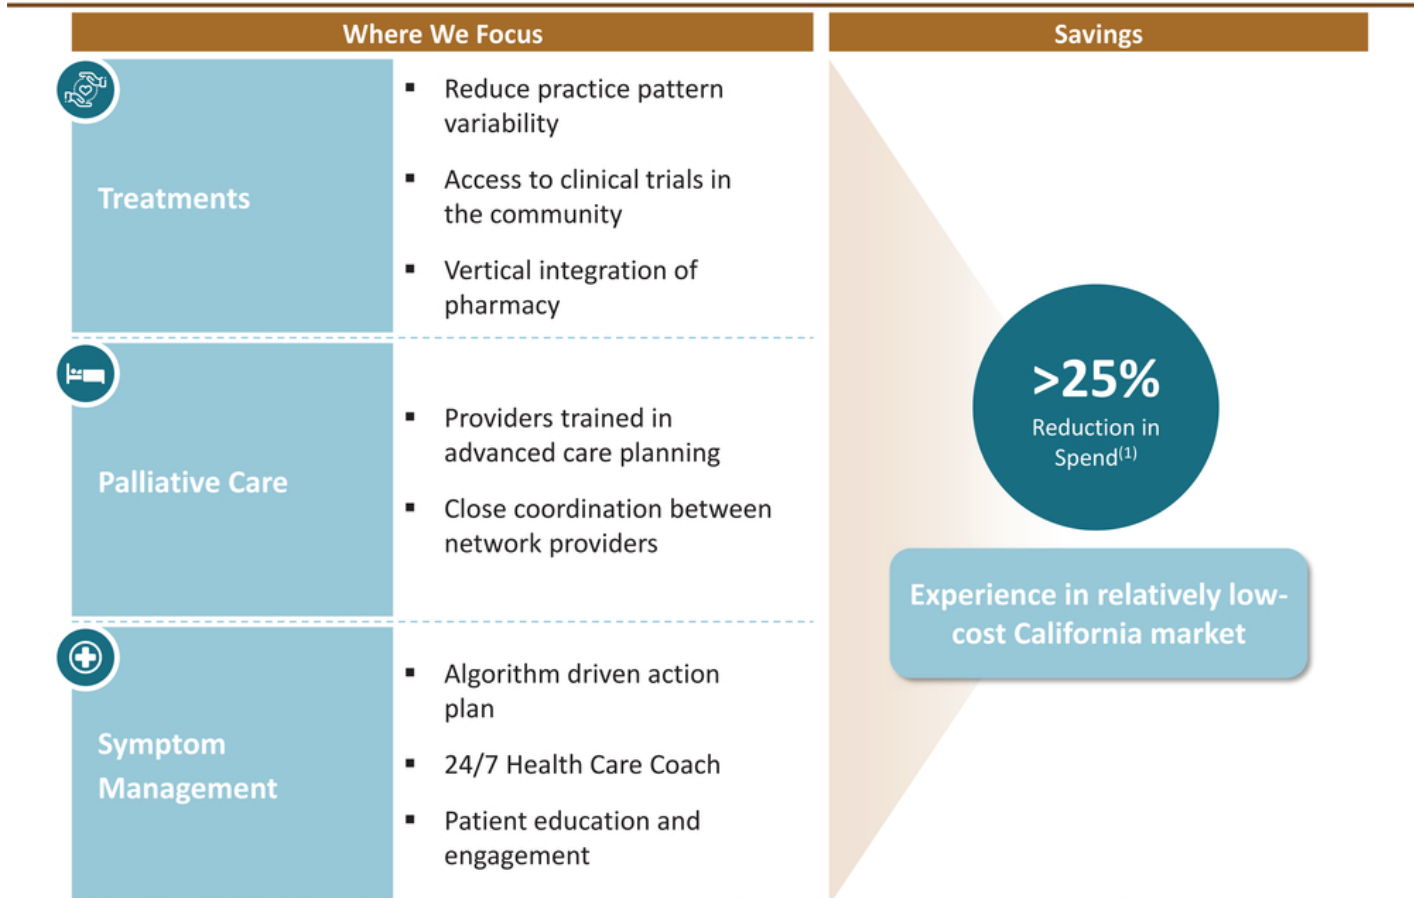 Where We Focus
Savings
Treatments
▪ Reduce practice pattern
variability
▪ Access to clinical trials in
the community
▪ Vertical integration of
pharmacy
Palliative Care
▪ Providers trained in
advanced care planning
▪ Close coordination between
network providers
Symptom
Management
▪ Algorithm driven action
plan
▪ 24/7 Health Care Coach
▪ Patient education and
engagement
>25%
Reduction in
Spend(1)
Experience in relatively low-
cost California market